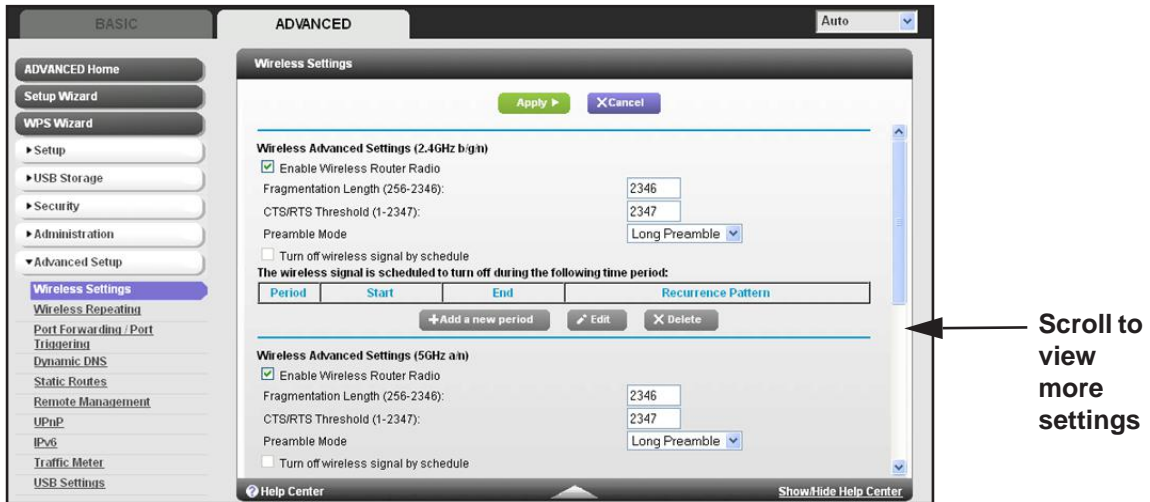 BASIC
ADVANCED
Auto
ADVANCED Home
Setup Wizard
WPS Wizard
Setup
USB Storage
Security
Administration
Advanced Setup
Wireless Settings
Wireless Repeating
Port Forwarding / Port
Triggering
Dynamic DNS
Static Routes
Remote Management
UPnP
IPv6
Traffic Meter
USB Settings
Wireless Settings
Apply
XCancel
Wireless Advanced Settings (2.4GHz b/g/n)
Enable Wireless Router Radio
Fragmentation Length (256-2346): 2346
CTS/RTS Threshold (1-2347): 2347
Preamble Mode Long Preamble
Turn off wireless signal by schedule
The wireless signal is scheduled to turn off during the following time period:
Period Start End Recurrence Pattern
+Add a new period Edit X Delete
Wireless Advanced Settings (5GHz a/n)
Enable Wireless Router Radio
Fragmentation Length (256-2346): 2346
CTS/RTS Threshold (1-2347): 2347
Preamble Mode Long Preamble
Turn off wireless signal by schedule
Help Center Show/Hide Help Center
Scroll to
view
more
settings